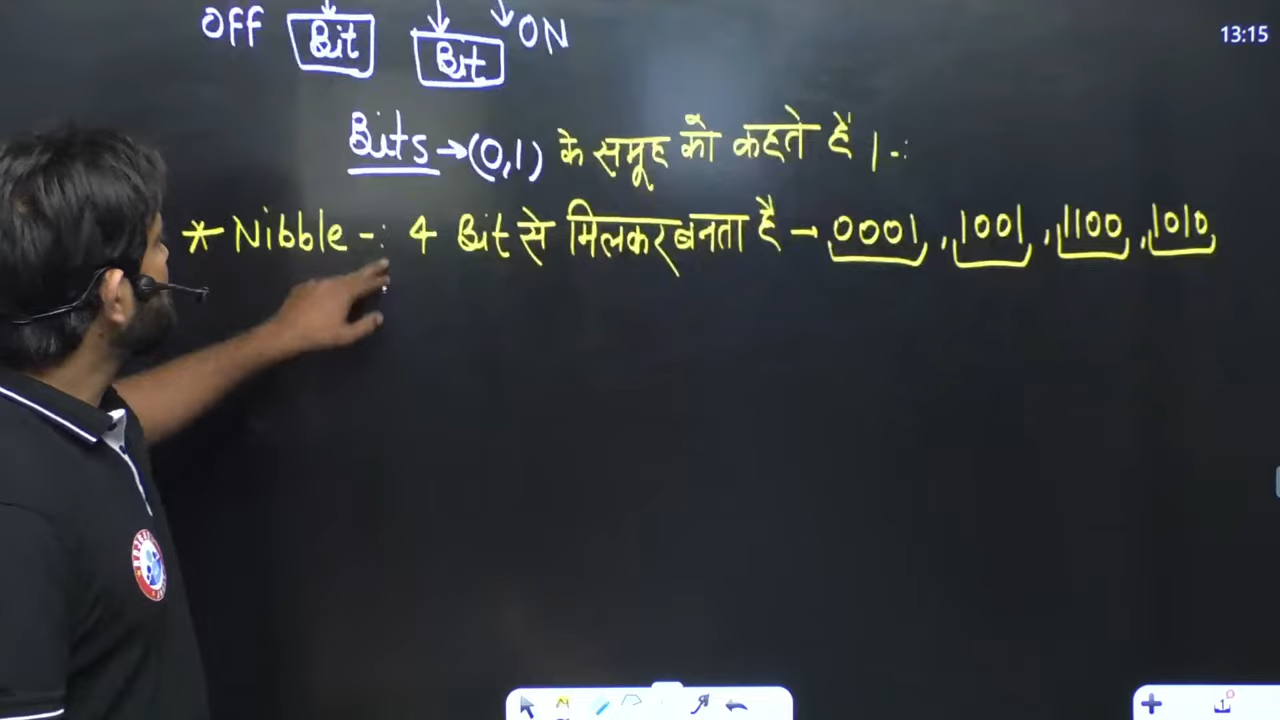 OFF Bit Bit ON
13:15
Bits → (0,1) के समूह को कहते हैं ।-:
* Nibble -: 4 Bit से मिलकर बनता है → 0001, 1001, 1100, 1010
1